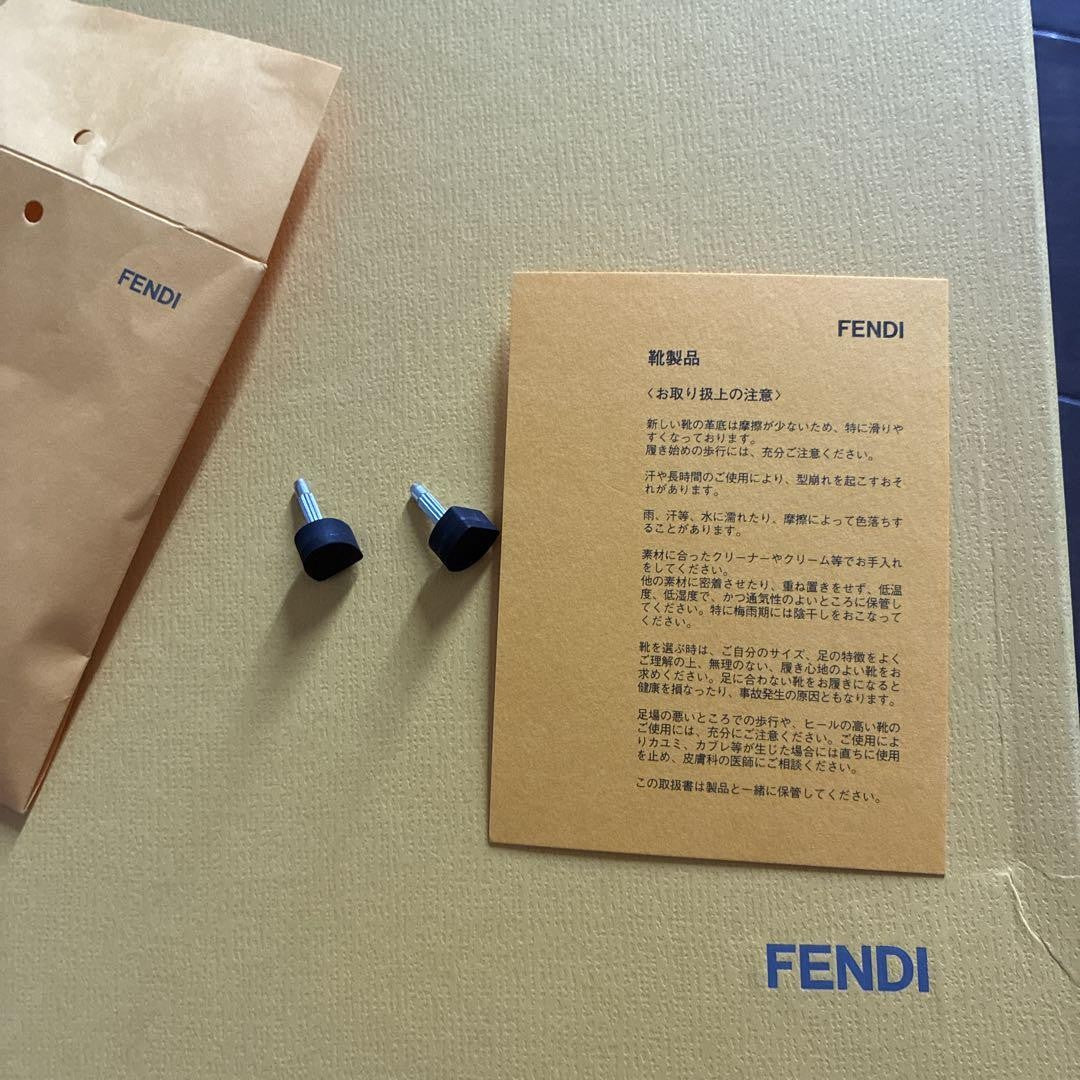 FENDI
FENDI
靴製品
〈お取り扱上の注意〉
新しい靴の革底は摩擦が少ないため、特に滑りや
すくなっております。
履き始めの歩行には、充分ご注意ください。
汗や長時間のご使用により、型崩れを起こすおそ
れがあります。
雨、汗等、水に濡れたり、摩擦によって色落ちす
ることがあります。
素材に合ったクリーナーやクリーム等でお手入れ
をしてください。
他の素材に密着させたり、重ね置きをせず、低温
度、低湿度で、かつ通気性のよいところに保管し
てください。特に梅雨期には陰干しをおこなって
ください。
靴を選ぶ時は、ご自分のサイズ、足の特徴をよく
ご理解の上、無理のない、履き心地のよい靴をお
求めください。足に合わない靴をお履きになると
健康を損なったり、事故発生の原因ともなります。
足場の悪いところでの歩行や、ヒールの高い靴の
ご使用には、充分にご注意ください。ご使用によ
りカユミ、カブレ等が生じた場合には直ちに使用
を止め、皮膚科の医師にご相談ください。
この取扱書は製品と一緒に保管してください。
FENDI